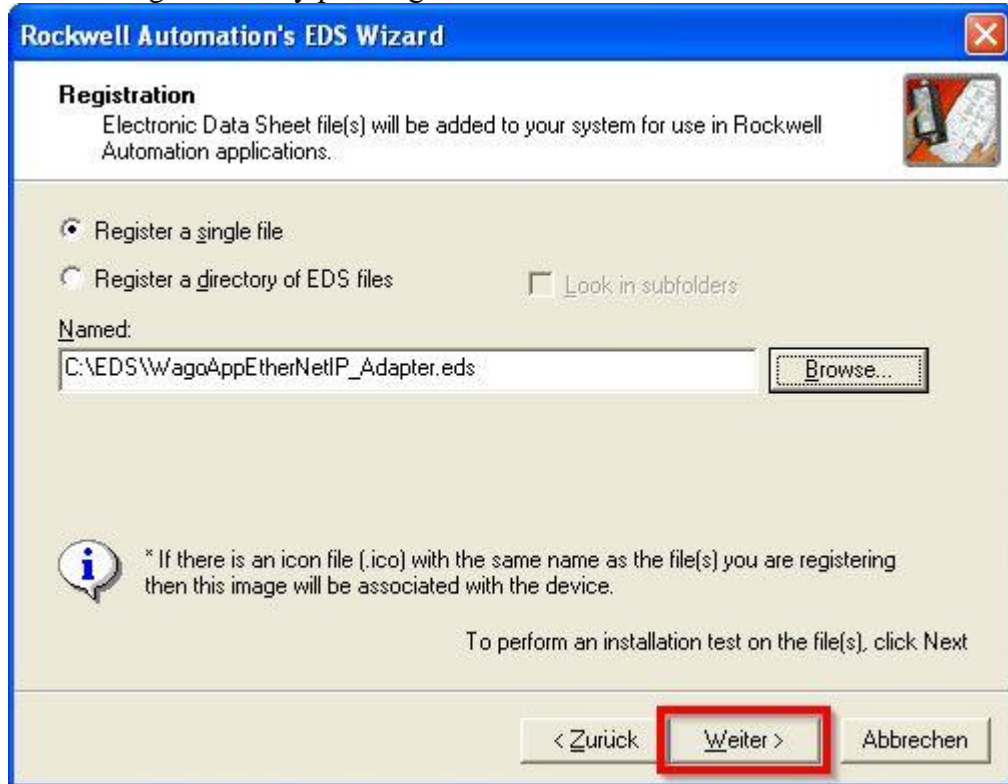 Rockwell Automation's EDS Wizard
Registration
Electronic Data Sheet file(s) will be added to your system for use in Rockwell
Automation applications.
Register a single file
Register a directory of EDS files
Look in subfolders
Named:
C:\EDS\WagoAppEtherNetIP_Adapter.eds
Browse...
* If there is an icon file (.ico) with the same name as the file(s) you are registering
then this image will be associated with the device.
To perform an installation test on the file(s), click Next
< Zurück
Weiter >
Abbrechen